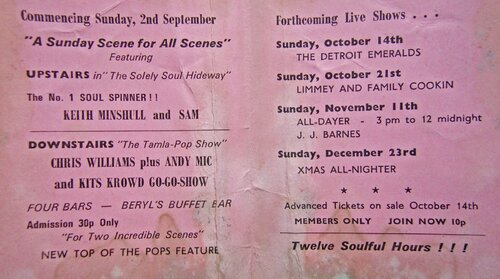 Commencing Sunday, 2nd September
"A Sunday Scene for All Scenes"
Featuring
UPSTAIRS in "The Solely Soul Hideway"
The No. 1 SOUL SPINNER ! !
KEITH MINSHULL and SAM
DOWNSTAIRS "The Tamla-Pop Show"
CHRIS WILLIAMS plus ANDY MIC
and KITS KROWD GO-GO-SHOW
FOUR BARS — BERYL'S BUFFET BAR
Admission 30p Only
"For Two Incredible Scenes"
NEW TOP OF THE POPS FEATURE
Forthcoming Live Shows . . .
Sunday, October 14th
THE DETROIT EMERALDS
Sunday, October 21st
LIMMEY AND FAMILY COOKIN
Sunday, November 11th
ALL-DAYER - 3 pm to 12 midnight
J. J. BARNES
Sunday, December 23rd
XMAS ALL-NIGHTER
* * *
Advanced Tickets on sale October 14th
MEMBERS ONLY JOIN NOW 10p
Twelve Soulful Hours ! ! !